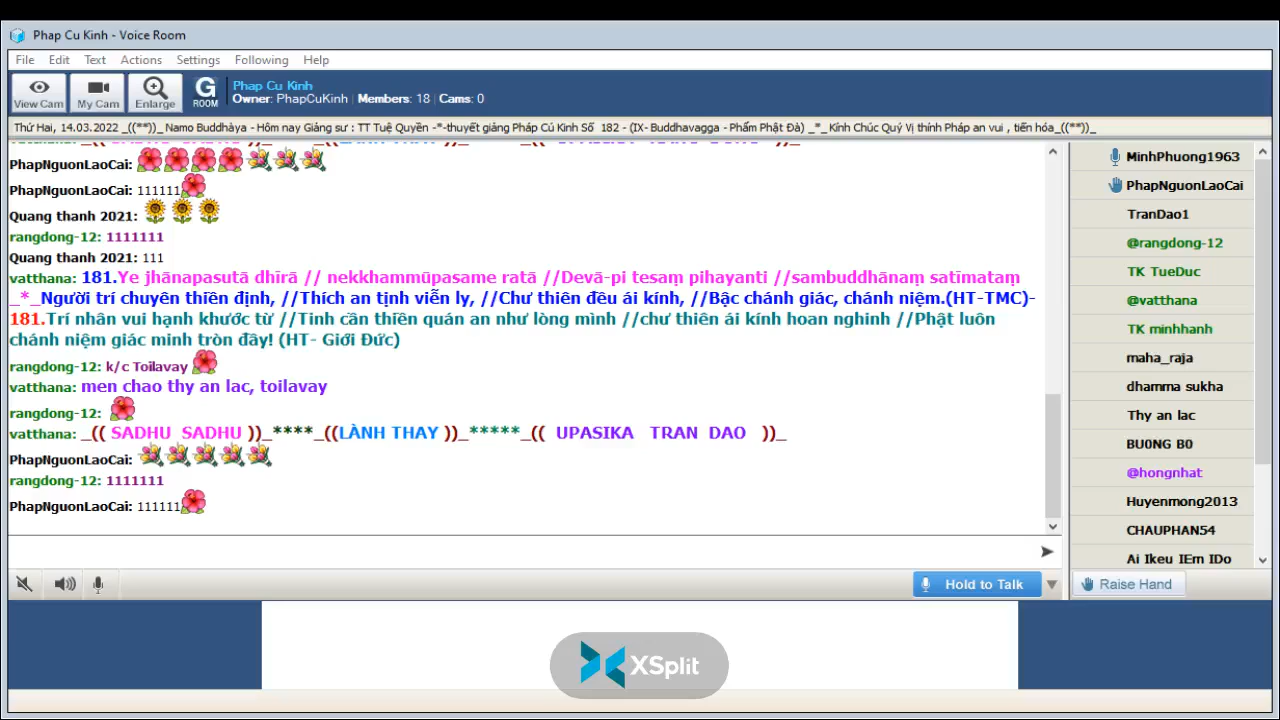 Phap Cu Kinh - Voice Room
File Edit Text Actions Settings Following Help
View Cam My Cam Enlarge G ROOM
Phap Cu Kinh
Owner: PhapCuKinh | Members: 18 | Cams: 0
Thứ Hai, 14.03.2022 _((**))_ Namo Buddhàya - Hôm nay Giảng sư : TT Tuệ Quyền -*-thuyết giảng Pháp Cú Kinh Số 182 - (IX- Buddhavagga - Phẩm Phật Đà) _*_ Kính Chúc Quý Vị thính Pháp an vui , tiến hóa_((**))_
PhapNguonLaoCai:
PhapNguonLaoCai: 111111
Quang thanh 2021:
rangdong-12: 1111111
Quang thanh 2021: 111
vatthana: 181.Ye jhānapasutā dhīrā // nekkhammūpasame ratā //Devā-pi tesaṃ pihayanti //sambuddhānaṃ satīmataṃ
_*_Người trí chuyên thiền định, //Thích an tịnh viễn ly, //Chư thiên đều ái kính, //Bậc chánh giác, chánh niệm.(HT-TMC)-
181.Trí nhân vui hạnh khước từ //Tinh cần thiền quán an như lòng mình //chư thiên ái kính hoan nghinh //Phật luôn
chánh niệm giác minh tròn đầy! (HT- Giới Đức)
rangdong-12: k/c Toilavay
vatthana: men chao thy an lac, toilavay
rangdong-12:
vatthana: _(( SADHU SADHU ))_****_((LÀNH THAY ))_*****_(( UPASIKA TRAN DAO ))_
PhapNguonLaoCai:
rangdong-12: 1111111
PhapNguonLaoCai: 111111
Hold to Talk
MinhPhuong1963
PhapNguonLaoCai
TranDao1
@rangdong-12
TK TueDuc
@vatthana
TK minhhanh
maha_raja
dhamma sukha
Thy an lac
BU0NG B0
@hongnhat
Huyenmong2013
CHAUPHAN54
Ai Ikeu IEm IDo
Raise Hand
XSplit